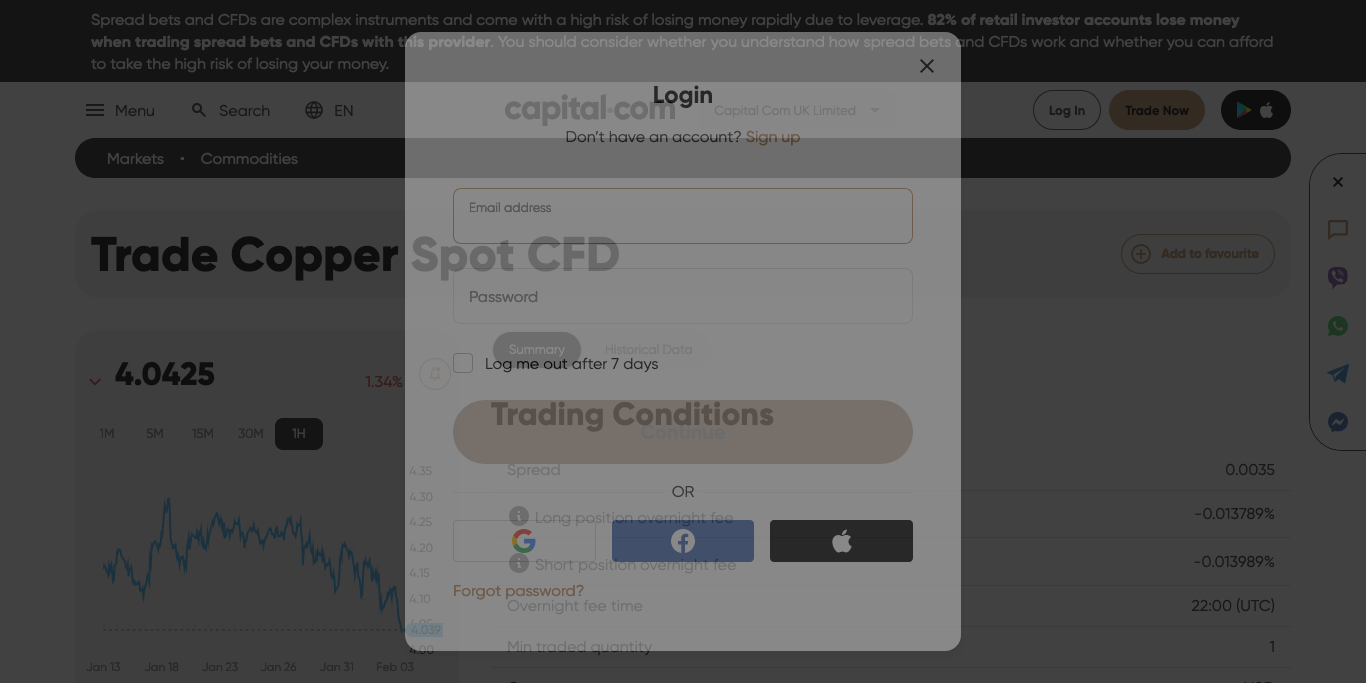 Spread bets and CFDs are complex instruments and come with a high risk of losing money rapidly due to leverage. 82% of retail investor accounts lose money
when trading spread bets and CFDs with this provider. You should consider whether you understand how spread bets and CFDs work and whether you can afford
to take the high risk of losing your money.
Menu
Search
EN
capital.com
Capital Com UK Limited
Log In
Trade Now
Markets • Commodities
Login
Don't have an account? Sign up
Email address
Password
Log me out after 7 days
Continue
OR
Forgot password?
Trade Copper Spot CFD
Add to favourite
4.0425
1.34%
1M 5M 15M 30M 1H
4.35
4.30
4.25
4.20
4.15
4.10
4.039
4.00
Jan 13 Jan 18 Jan 23 Jan 26 Jan 31 Feb 03
Summary
Historical Data
Trading Conditions
Spread 0.0035
Long position overnight fee -0.013789%
Short position overnight fee -0.013989%
Overnight fee time 22:00 (UTC)
Min traded quantity 1